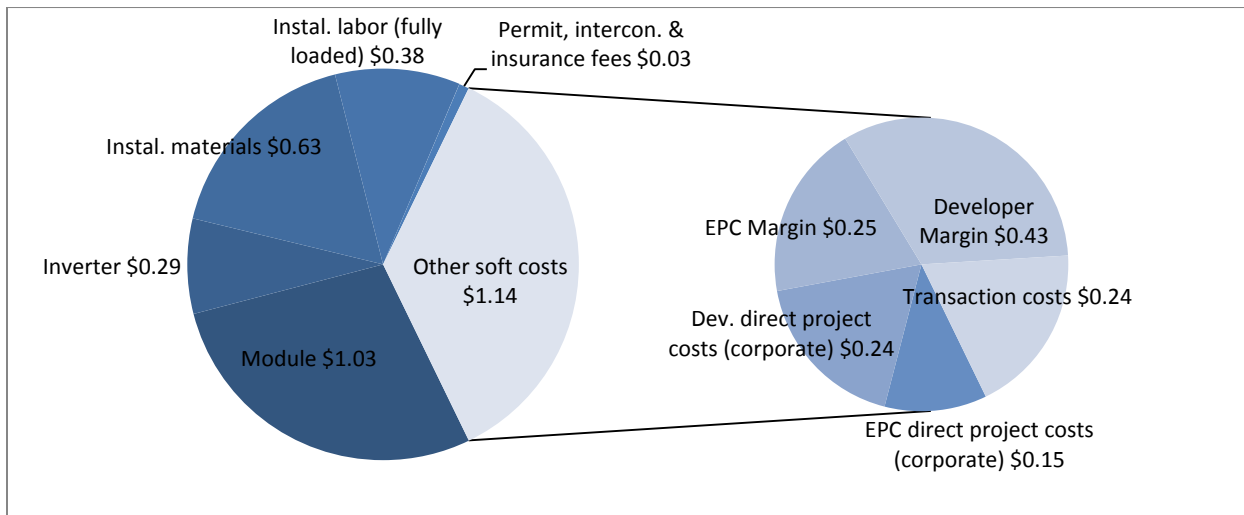 Instal. labor (fully
loaded) $0.38
Permit, intercon. &
insurance fees $0.03
Instal. materials $0.63
Inverter $0.29
Module $1.03
Other soft costs
$1.14
EPC Margin $0.25
Developer
Margin $0.43
Transaction costs $0.24
Dev. direct project
costs (corporate) $0.24
EPC direct project costs
(corporate) $0.15